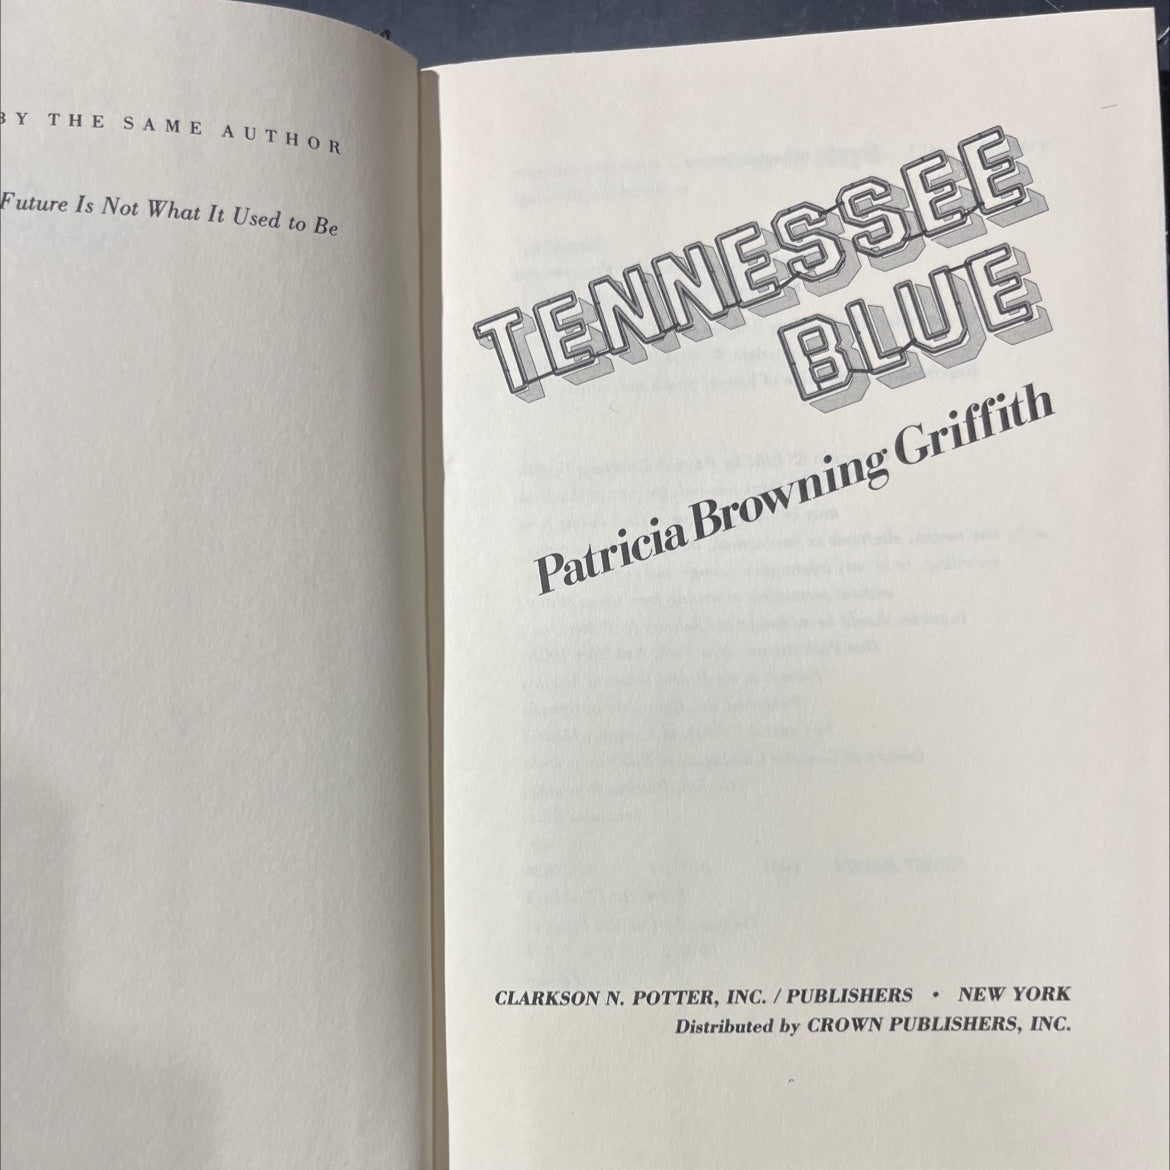 BY THE SAME AUTHOR
Future Is Not What It Used to Be
TENNESSEE
BLUE
Patricia Browning Griffith
CLARKSON N. POTTER, INC. / PUBLISHERS • NEW YORK
Distributed by CROWN PUBLISHERS, INC.